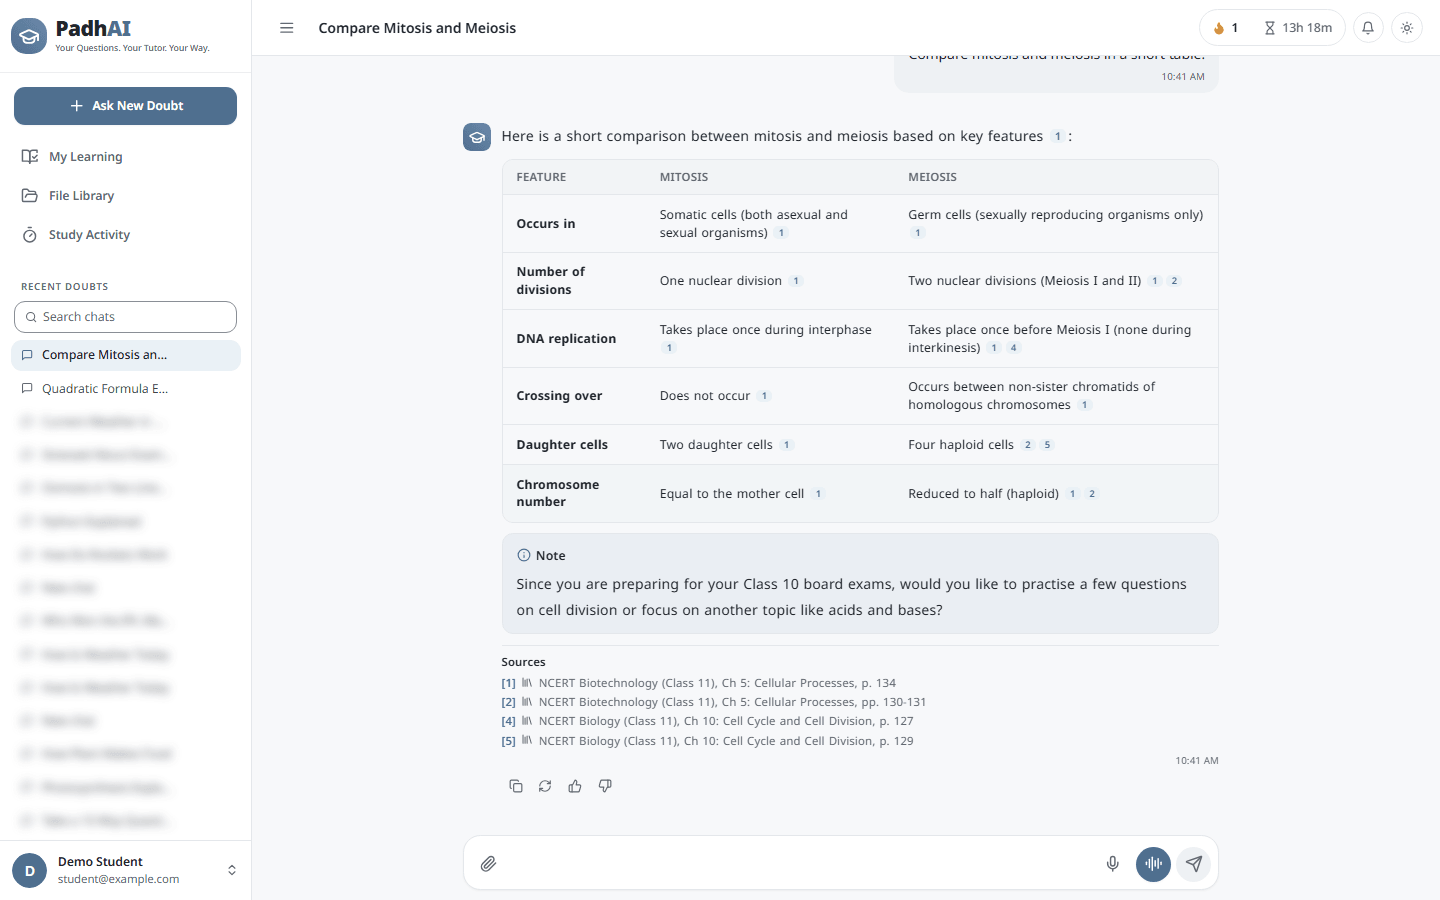 PadhAI
Your Questions. Your Tutor. Your Way.
Ask New Doubt
My Learning
File Library
Study Activity
RECENT DOUBTS
Search chats
Compare Mitosis an...
Quadratic Formula E...
D
Demo Student
student@example.com
Compare Mitosis and Meiosis
1
13h 18m
Compare mitosis and meiosis in a short table.
10:41 AM
Here is a short comparison between mitosis and meiosis based on key features 1 :
FEATURE MITOSIS MEIOSIS
Occurs in
Somatic cells (both asexual and
sexual organisms) 1
Germ cells (sexually reproducing organisms only)
1
Number of
divisions
One nuclear division 1
Two nuclear divisions (Meiosis I and II) 1 2
DNA replication
Takes place once during interphase
1
Takes place once before Meiosis I (none during
interkinesis) 1 4
Crossing over
Does not occur 1
Occurs between non-sister chromatids of
homologous chromosomes 1
Daughter cells
Two daughter cells 1
Four haploid cells 2 5
Chromosome
number
Equal to the mother cell 1
Reduced to half (haploid) 1 2
Note
Since you are preparing for your Class 10 board exams, would you like to practise a few questions
on cell division or focus on another topic like acids and bases?
Sources
[1] NCERT Biotechnology (Class 11), Ch 5: Cellular Processes, p. 134
[2] NCERT Biotechnology (Class 11), Ch 5: Cellular Processes, pp. 130-131
[4] NCERT Biology (Class 11), Ch 10: Cell Cycle and Cell Division, p. 127
[5] NCERT Biology (Class 11), Ch 10: Cell Cycle and Cell Division, p. 129
10:41 AM